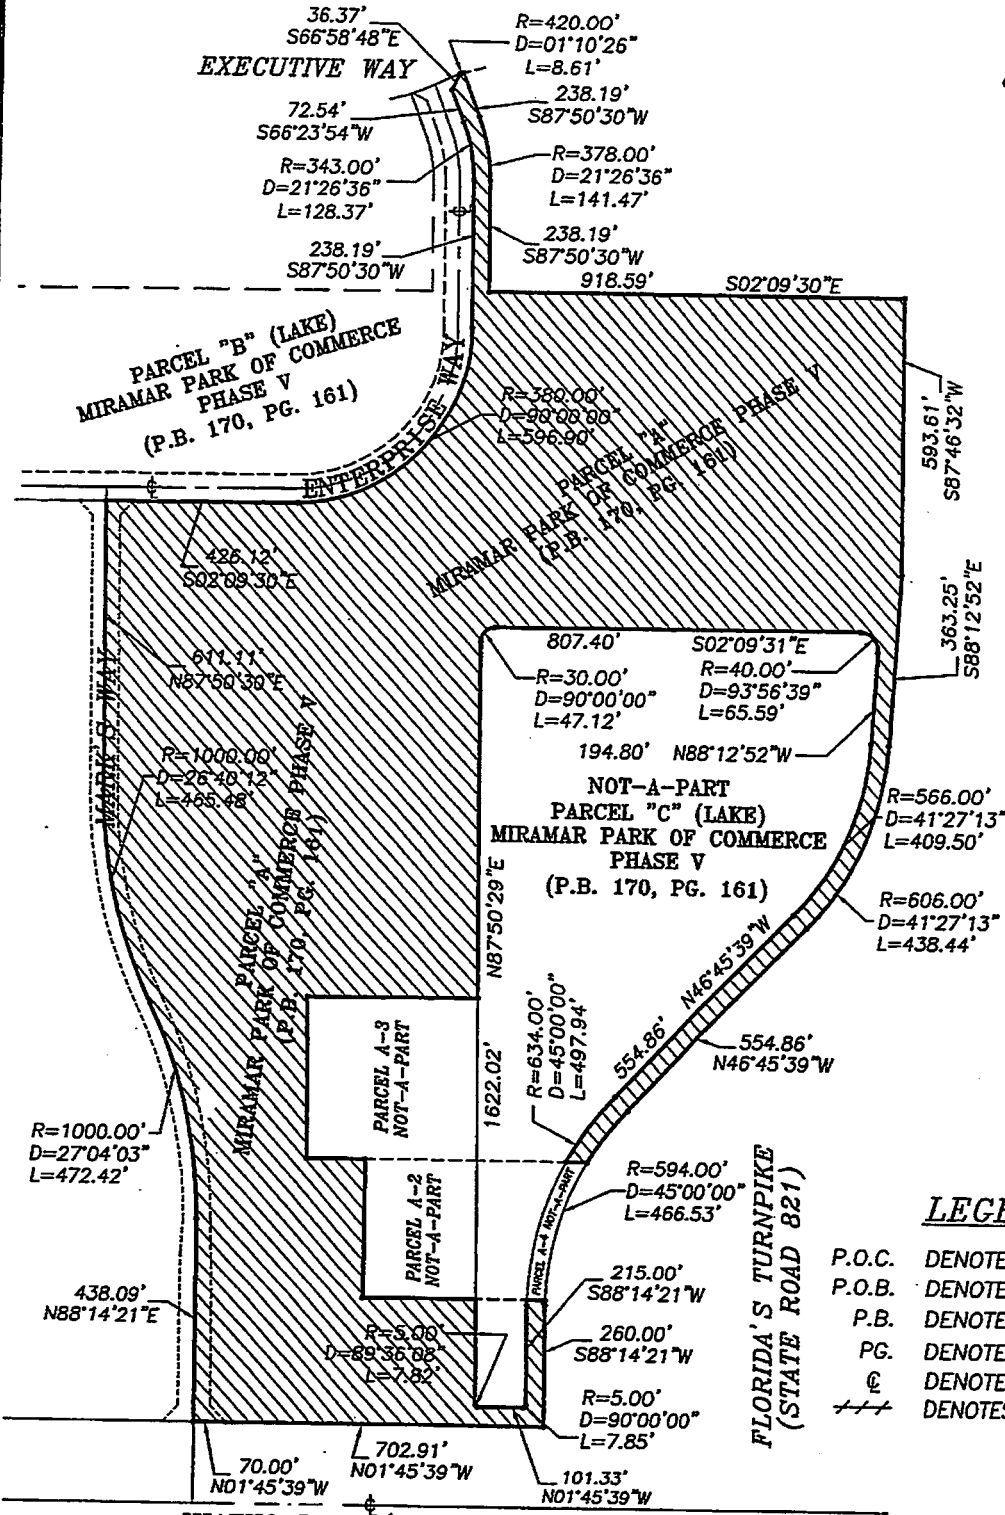 36.37'
S66°58'48"E
R=420.00'
D=01°10'26"
L=8.61'
EXECUTIVE WAY
72.54'
S66°23'54"W
238.19'
S87°50'30"W
R=343.00'
D=21°26'36"
L=128.37'
R=378.00'
D=21°26'36"
L=141.47'
238.19'
S87°50'30"W
238.19'
S87°50'30"W
918.59'
S02°09'30"E
PARCEL "B" (LAKE)
MIRAMAR PARK OF COMMERCE
PHASE V
(P.B. 170, PG. 161)
ENTERPRISE WAY
R=380.00'
D=90°00'00"
L=596.90'
PARCEL "A"
MIRAMAR PARK OF COMMERCE PHASE V
(P.B. 170, PG. 161)
593.61'
S87°46'32"W
426.12'
S02°09'30"E
363.25'
S88°12'52"E
611.11'
N87°50'30"E
MARK'S WAY
807.40'
S02°09'31"E
R=30.00'
D=90°00'00"
L=47.12'
R=40.00'
D=93°56'39"
L=65.59'
194.80'
N88°12'52"W
R=1000.00'
D=26°40'12"
L=465.48'
PARCEL "A"
MIRAMAR PARK OF COMMERCE PHASE V
(P.B. 170, PG. 161)
NOT-A-PART
PARCEL "C" (LAKE)
MIRAMAR PARK OF COMMERCE
PHASE V
(P.B. 170, PG. 161)
R=566.00'
D=41°27'13"
L=409.50'
R=606.00'
D=41°27'13"
L=438.44'
N87°50'29"E
1622.02'
N46°45'39"W
554.86'
554.86'
N46°45'39"W
R=634.00'
D=45°00'00"
L=497.94'
PARCEL A-3
NOT-A-PART
R=1000.00'
D=27°04'03"
L=472.42'
PARCEL A-2
NOT-A-PART
PARCEL A-4 NOT-A-PART
R=594.00'
D=45°00'00"
L=466.53'
438.09'
N88°14'21"E
215.00'
S88°14'21"W
260.00'
S88°14'21"W
R=5.00'
D=89°36'08"
L=7.82'
R=5.00'
D=90°00'00"
L=7.85'
70.00'
N01°45'39"W
702.91'
N01°45'39"W
101.33'
N01°45'39"W
FLORIDA'S TURNPIKE
(STATE ROAD 821)
P.O.C. DENOTE
P.O.B. DENOTE
P.B. DENOTE
PG. DENOTE
℄ DENOTE
DENOTES